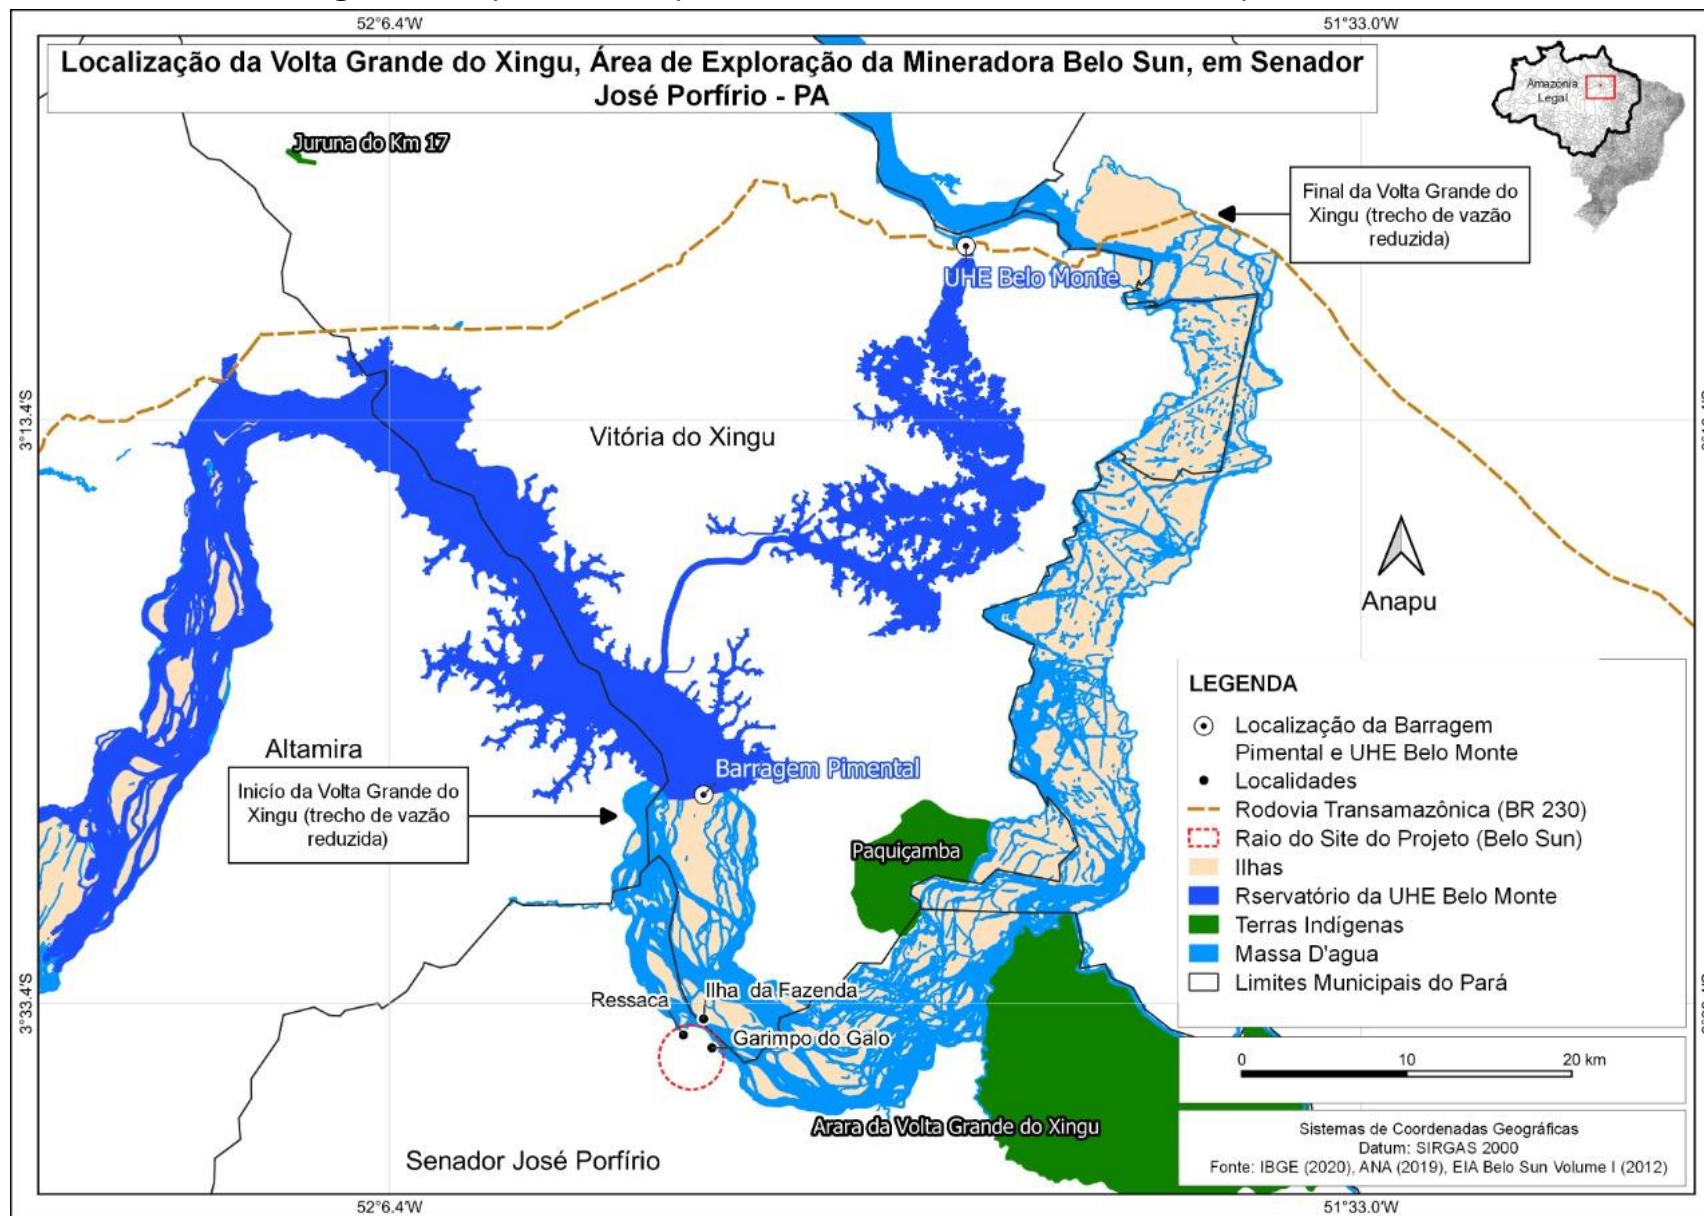 52°6.4'W
51°33.0'W
Localização da Volta Grande do Xingu, Área de Exploração da Mineradora Belo Sun, em Senador
José Porfírio - PA
Amazônia
Legal
Juruna do Km 17
Final da Volta Grande do
Xingu (trecho de vazão
reduzida)
UHE Belo Monte
3°13.4'S
Vitória do Xingu
Anapu
LEGENDA
Localização da Barragem
Pimental e UHE Belo Monte
Localidades
Rodovia Transamazônica (BR 230)
Raio do Site do Projeto (Belo Sun)
Ilhas
Rservatório da UHE Belo Monte
Terras Indígenas
Massa D'agua
Limites Municipais do Pará
Altamira
Barragem Pimental
Inicío da Volta Grande do
Xingu (trecho de vazão
reduzida)
Paquiçamba
3°33.4'S
Ressaca
Ilha da Fazenda
Garimpo do Galo
0 10 20 km
Arara da Volta Grande do Xingu
Senador José Porfírio
Sistemas de Coordenadas Geográficas
Datum: SIRGAS 2000
Fonte: IBGE (2020), ANA (2019), EIA Belo Sun Volume I (2012)
52°6.4'W
51°33.0'W